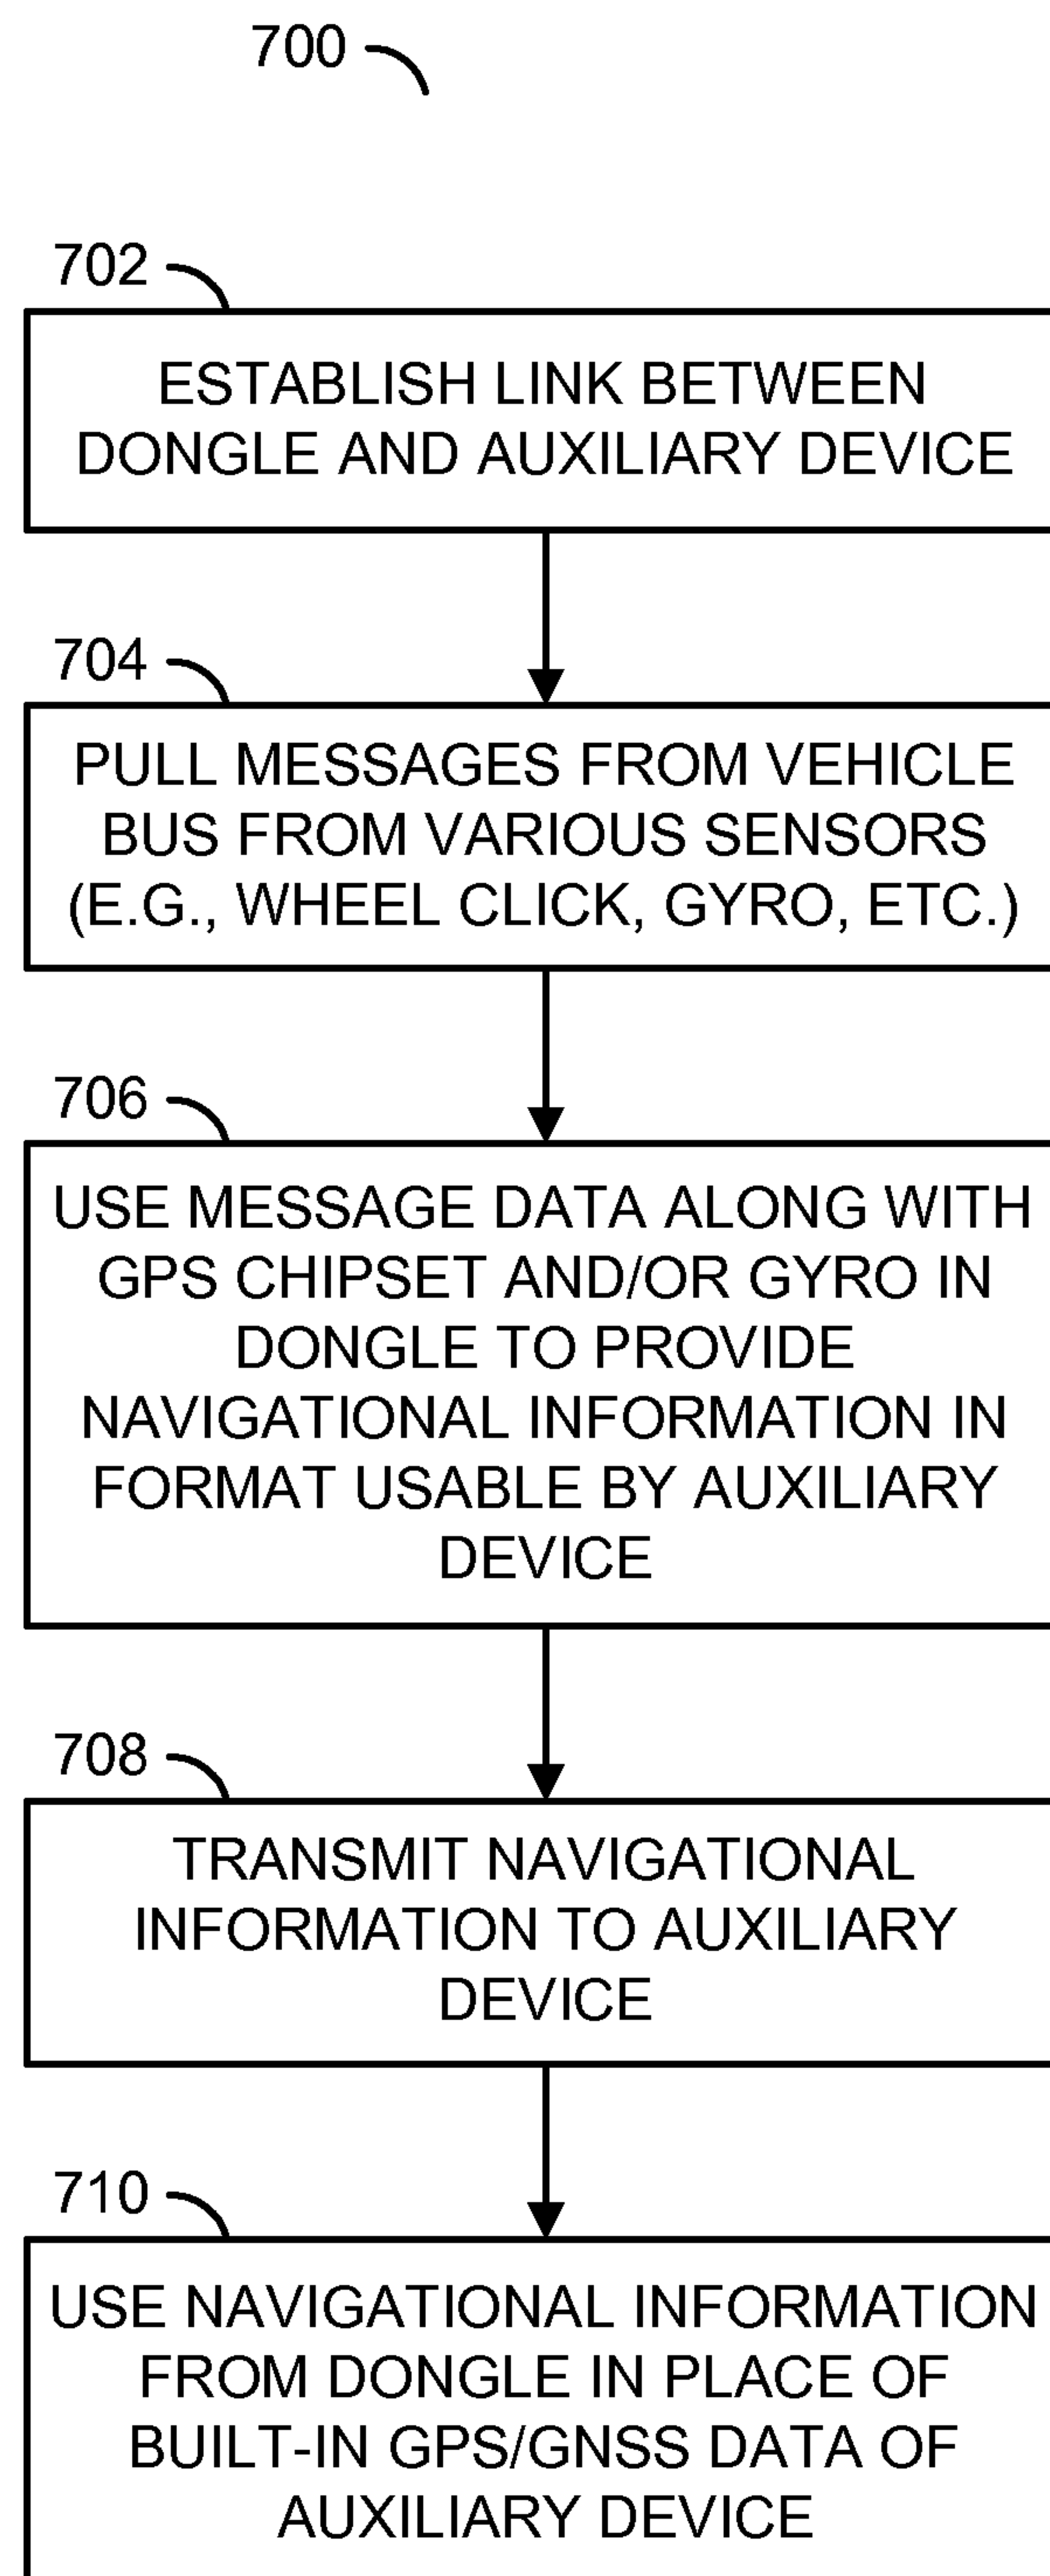 700
702
ESTABLISH LINK BETWEEN
DONGLE AND AUXILIARY DEVICE
704
PULL MESSAGES FROM VEHICLE
BUS FROM VARIOUS SENSORS
(E.G., WHEEL CLICK, GYRO, ETC.)
706
USE MESSAGE DATA ALONG WITH
GPS CHIPSET AND/OR GYRO IN
DONGLE TO PROVIDE
NAVIGATIONAL INFORMATION IN
FORMAT USABLE BY AUXILIARY
DEVICE
708
TRANSMIT NAVIGATIONAL
INFORMATION TO AUXILIARY
DEVICE
710
USE NAVIGATIONAL INFORMATION
FROM DONGLE IN PLACE OF
BUILT-IN GPS/GNSS DATA OF
AUXILIARY DEVICE